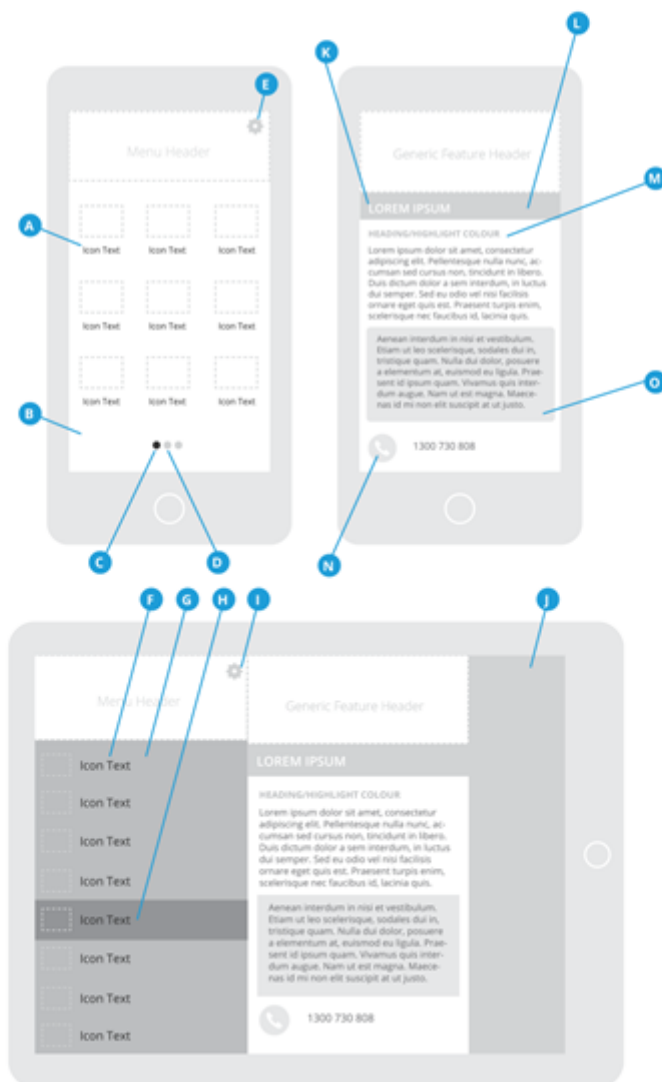 L
K
E
Menu Header
Generic Feature Header
M
LOREM IPSUM
A
HEADING/HIGHLIGHT COLOUR
Icon Text Icon Text Icon Text
Lorem ipsum dolor sit amet, consectetur
adipiscing elit. Pellentesque nulla nunc, ac-
cumsan sed cursus non, tincidunt in libero.
Duis dictum dolor a sem interdum, in luctus
dui semper. Sed eu odio vel nisi facilisis
ornare eget quis est. Praesent turpis enim,
scelerisque nec faucibus id, lacinia quis.
Icon Text Icon Text Icon Text
Aenean interdum in nisi et vestibulum.
Etiam ut leo scelerisque, sodales dui in,
tristique quam. Nulla dui dolor, posuere
a elementum at, euismod eu ligula. Prae-
sent id ipsum quam. Vivamus quis inter-
dum augue. Nam ut est magna. Maece-
nas id mi non elit suscipit at ut justo.
O
Icon Text Icon Text Icon Text
B
1300 730 808
C
D
N
F G H I J
Menu Header
Generic Feature Header
Icon Text
LOREM IPSUM
Icon Text
HEADING/HIGHLIGHT COLOUR
Lorem ipsum dolor sit amet, consectetur
adipiscing elit. Pellentesque nulla nunc, ac-
cumsan sed cursus non, tincidunt in libero.
Duis dictum dolor a sem interdum, in luctus
dui semper. Sed eu odio vel nisi facilisis
ornare eget quis est. Praesent turpis enim,
scelerisque nec faucibus id, lacinia quis.
Icon Text
Icon Text
Icon Text
Aenean interdum in nisi et vestibulum.
Etiam ut leo scelerisque, sodales dui in,
tristique quam. Nulla dui dolor, posuere
a elementum at, euismod eu ligula. Prae-
sent id ipsum quam. Vivamus quis inter-
dum augue. Nam ut est magna. Maece-
nas id mi non elit suscipit at ut justo.
Icon Text
Icon Text
1300 730 808
Icon Text